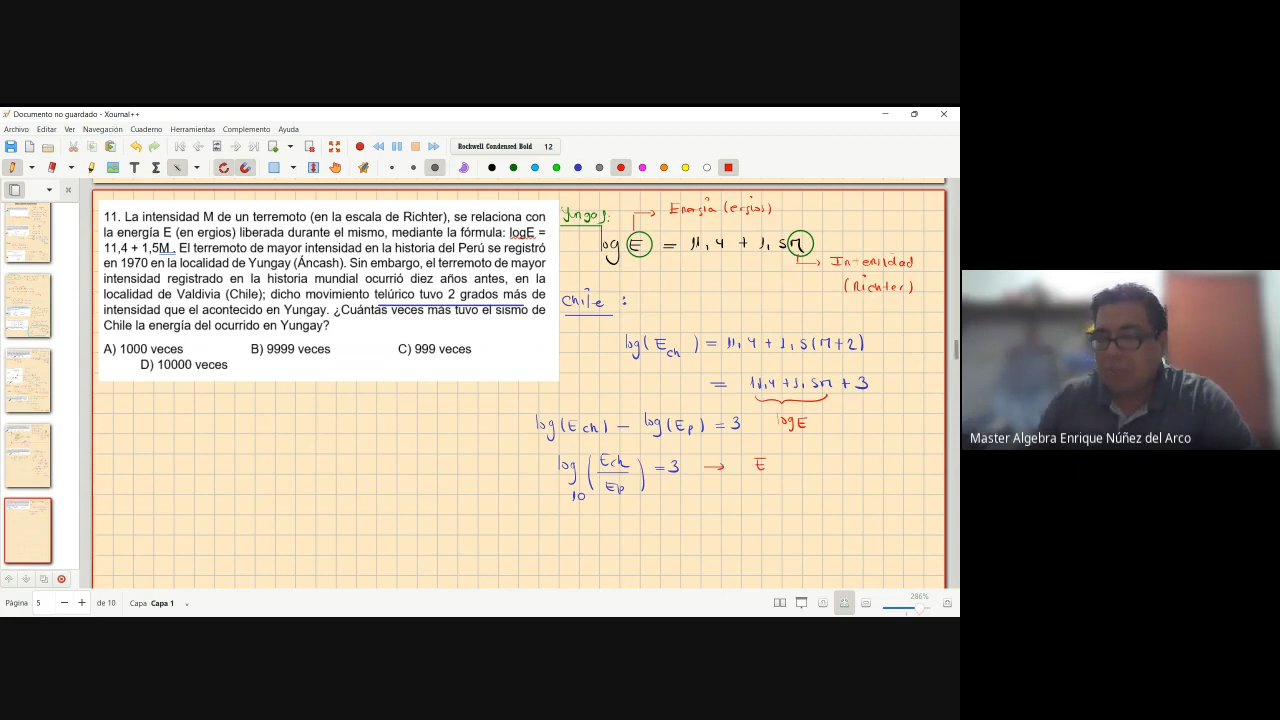 Documento no guardado - Xournal++
Archivo Editar Ver Navegación Cuaderno Herramientas Complemento Ayuda
Rockwell Condensed Bold 12
11. La intensidad M de un terremoto (en la escala de Richter), se relaciona con
la energía E (en ergios) liberada durante el mismo, mediante la fórmula: logE =
11,4 + 1,5M . El terremoto de mayor intensidad en la historia del Perú se registró
en 1970 en la localidad de Yungay (Áncash). Sin embargo, el terremoto de mayor
intensidad registrado en la historia mundial ocurrió diez años antes, en la
localidad de Valdivia (Chile); dicho movimiento telúrico tuvo 2 grados más de
intensidad que el acontecido en Yungay. ¿Cuántas veces más tuvo el sismo de
Chile la energía del ocurrido en Yungay?
A) 1000 veces B) 9999 veces C) 999 veces
D) 10000 veces
Energía (ergios)
log E = 11,4 + 1,5M
Intensidad
(Richter)
Chile :
log(Ech) = 11,4 + 1,5(M+2)
= 11,4+1,5M + 3
log(Ech) - log(Ep) = 3 logE
log10 (Ech/Ep) = 3 → E
Master Algebra Enrique Núñez del Arco
Página 5 de 10 Capa Capa 1 286%